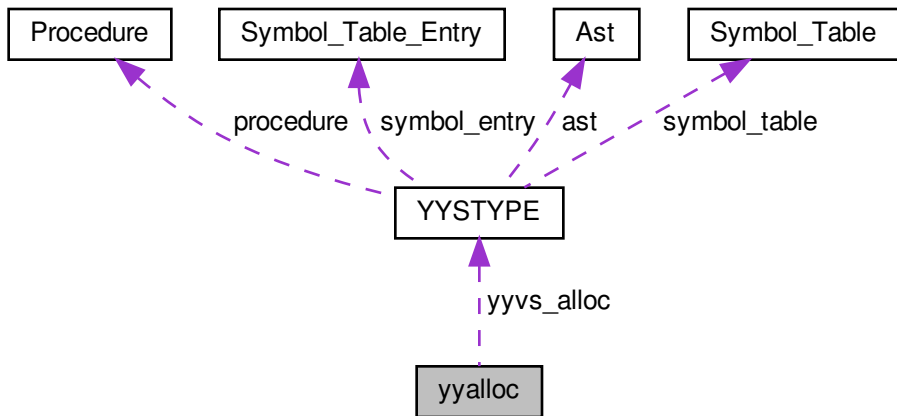 Procedure Symbol_Table_Entry Ast Symbol_Table
procedure symbol_entry ast symbol_table
YYSTYPE
yyvs_alloc
yyalloc